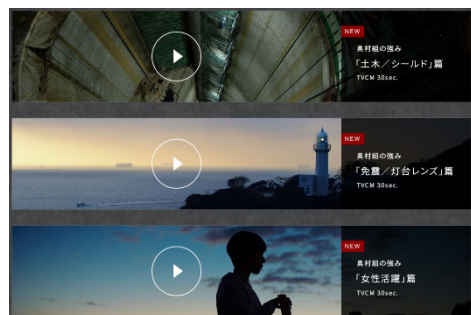 NEW
奥村組の強み
「土木／シールド」篇
TVCM 30sec.
NEW
奥村組の強み
「免震／灯台レンズ」篇
TVCM 30sec.
NEW
奥村組の強み
「女性活躍」篇
TVCM 30sec.